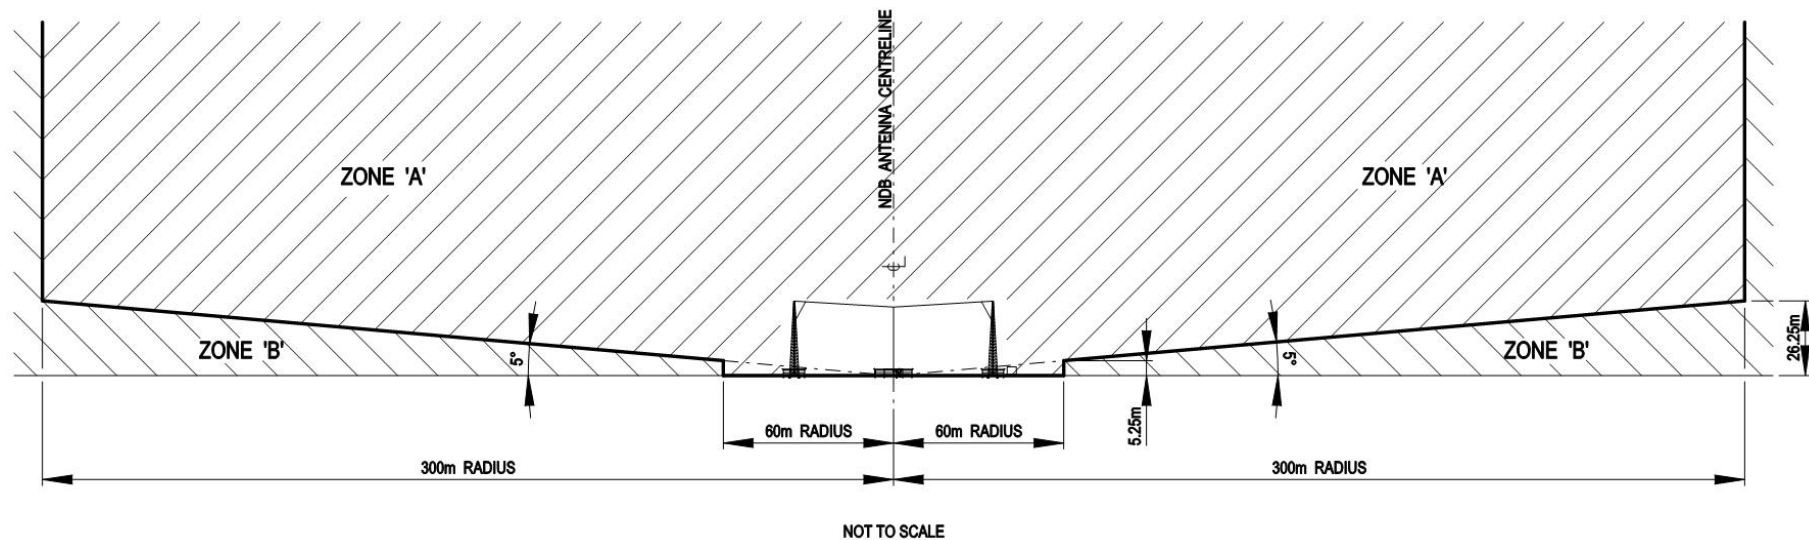 NDB ANTENNA CENTRELINE
ZONE 'A'
ZONE 'A'
ZONE 'B'
5°
5°
ZONE 'B'
26.25m
5.25m
60m RADIUS
60m RADIUS
300m RADIUS
300m RADIUS
NOT TO SCALE